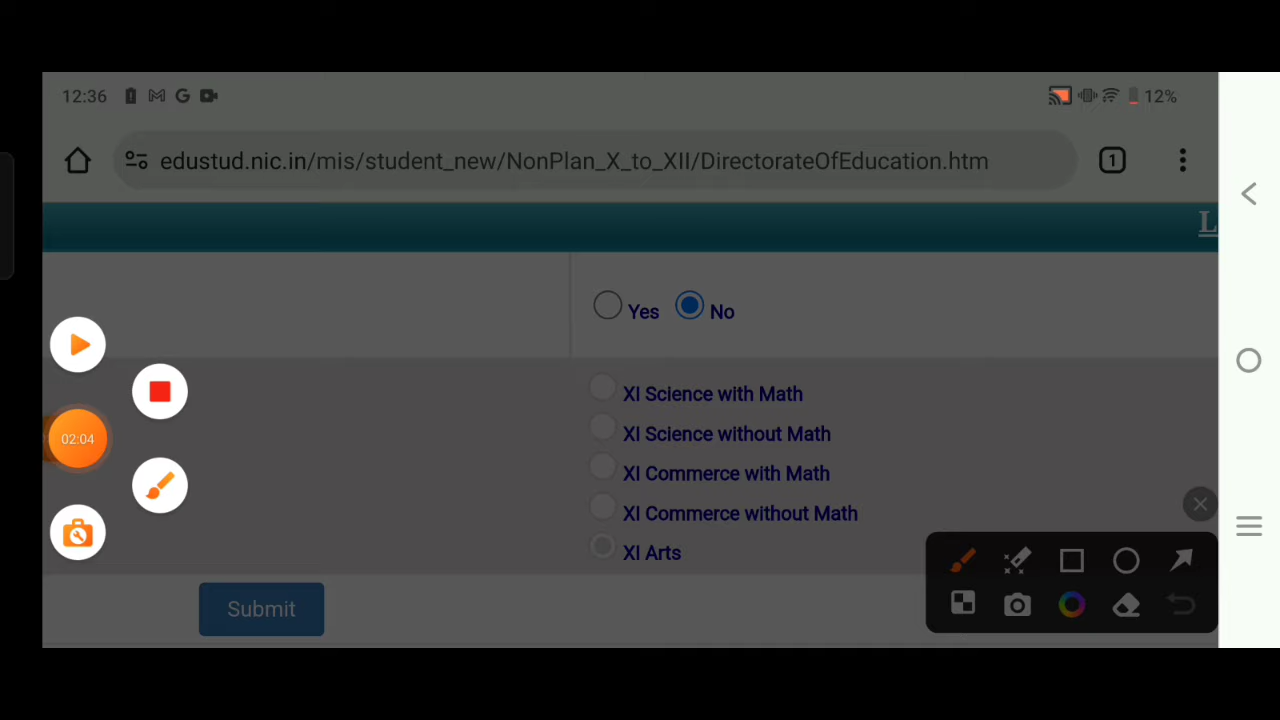 12:36
12%
edustud.nic.in/mis/student_new/NonPlan_X_to_XII/DirectorateOfEducation.htm
1
L
Yes No
XI Science with Math
XI Science without Math
XI Commerce with Math
XI Commerce without Math
XI Arts
02:04
Submit